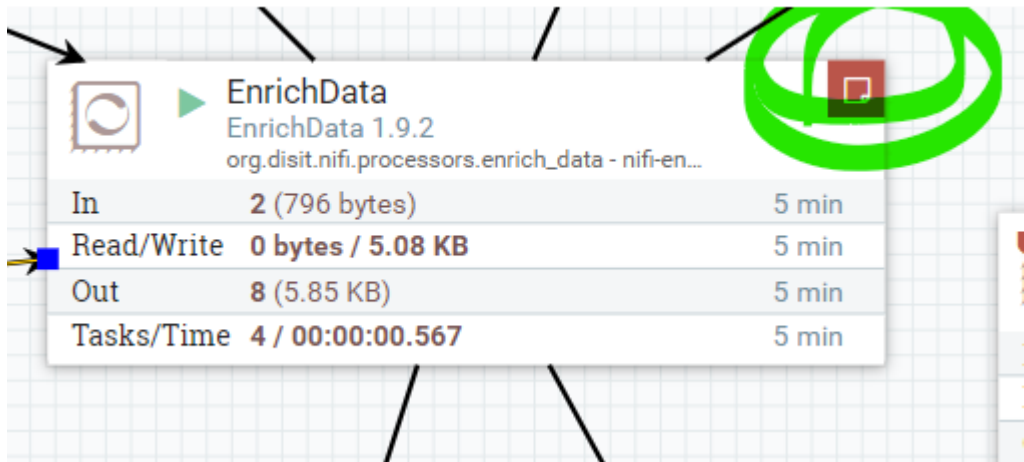 EnrichData
EnrichData 1.9.2
org.disit.nifi.processors.enrich_data - nifi-en...
In 2 (796 bytes) 5 min
Read/Write 0 bytes / 5.08 KB 5 min
Out 8 (5.85 KB) 5 min
Tasks/Time 4 / 00:00:00.567 5 min